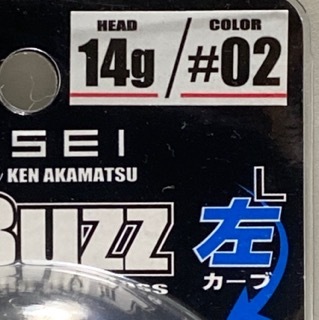 HEAD COLOR
14g/#02
SEI
KEN AKAMATSU
BUZZ
L
左
カーブ